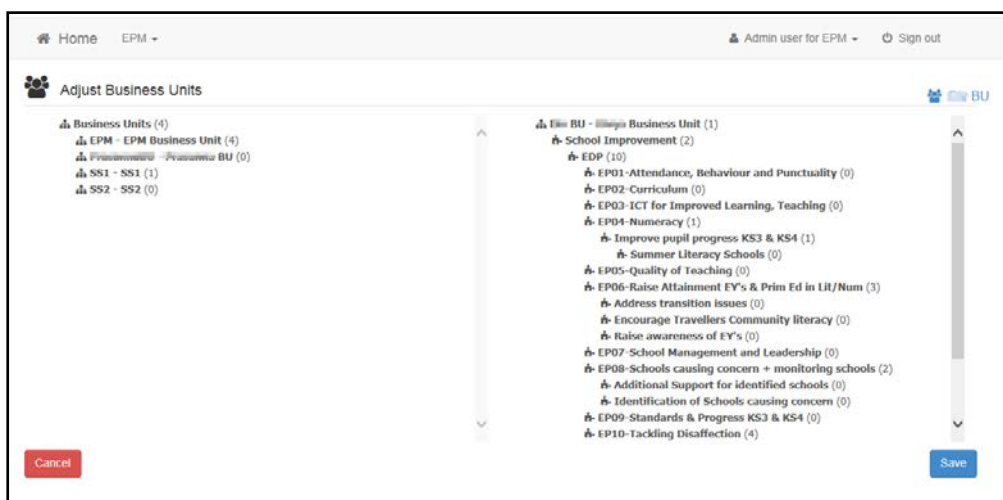 Home EPM Admin user for EPM Sign out
Adjust Business Units
BU
Business Units (4)
EPM - EPM Business Unit (4)
BU (0)
SS1 - SS1 (1)
SS2 - SS2 (0)
BU - Business Unit (1)
School Improvement (2)
EDP (10)
EP01-Attendance, Behaviour and Punctuality (0)
EP02-Curriculum (0)
EP03-ICT for Improved Learning, Teaching (0)
EP04-Numeracy (1)
Improve pupil progress KS3 & KS4 (1)
Summer Literacy Schools (0)
EP05-Quality of Teaching (0)
EP06-Raise Attainment EY's & Prim Ed in Lit/Num (3)
Address transition issues (0)
Encourage Travellers Community literacy (0)
Raise awareness of EY's (0)
EP07-School Management and Leadership (0)
EP08-Schools causing concern + monitoring schools (2)
Additional Support for identified schools (0)
Identification of Schools causing concern (0)
EP09-Standards & Progress KS3 & KS4 (0)
EP10-Tackling Disaffection (4)
Cancel Save